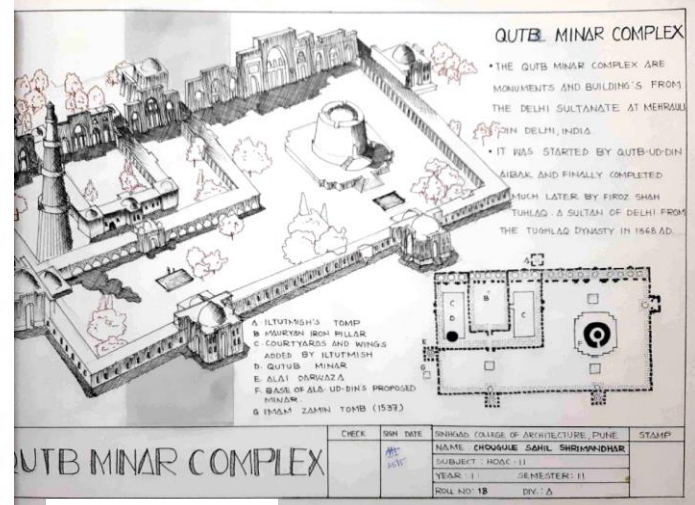 QUTB MINAR COMPLEX
• THE QUTB MINAR COMPLEX ARE
MONUMENTS AND BUILDING'S FROM
THE DELHI SULTANATE AT MEHRAULI
IN DELHI, INDIA
• IT WAS STARTED BY QUTB-UD-DIN
AIBAK AND FINALLY COMPLETED
MUCH LATER BY FIROZ SHAH
TUHLAQ. A SULTAN OF DELHI FROM
THE TUGHLAQ DYNASTY IN 1868 AD.
A
C
D
B
C
E
G
F
A ILTUTMISH'S TOMP
B MAURYAN IRON PILLAR
C COURTYARDS AND WINGS
ADDED BY ILTUTMISH
D. QUTUB MINAR
E. ALAI DARWAZA
F. BASE OF ALA-UD-DIN'S PROPOSED
MINAR.
G IMAM ZAMIN TOMB (1537)
QUTB MINAR COMPLEX
CHECK
SIGN DATE
SINHGAD COLLEGE OF ARCHITECTURE, PUNE
STAMP
NAME CHOUGULE SAHIL SHRIMANDHAR
SUBJECT : HOAC-II
YEAR : I SEMESTER: II
ROLL NO: 18 DIV.: A